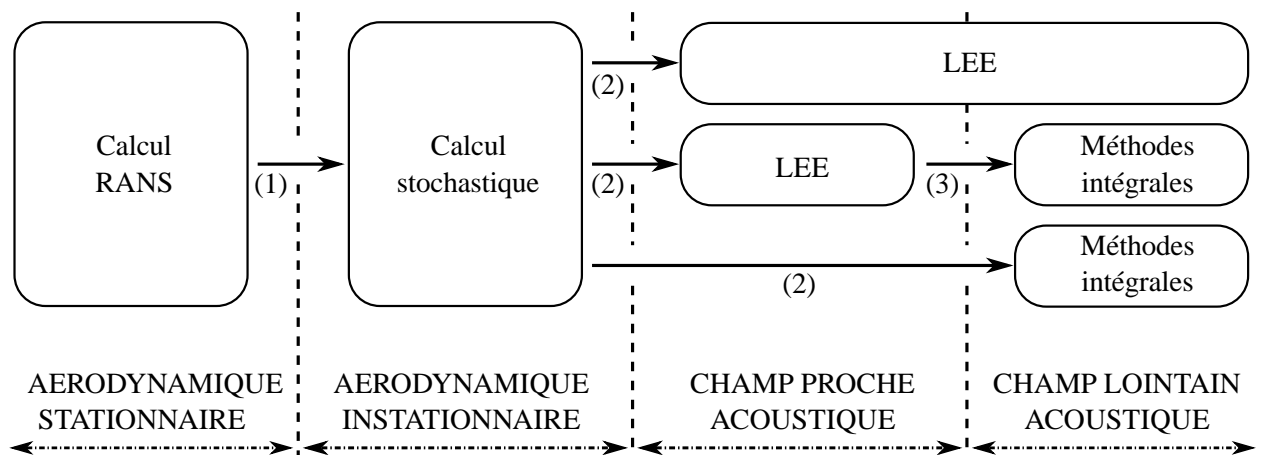 Calcul
RANS
(1)
Calcul
stochastique
(2)
LEE
(2)
LEE
(3)
Méthodes
intégrales
(2)
Méthodes
intégrales
AERODYNAMIQUE
STATIONNAIRE
AERODYNAMIQUE
INSTATIONNAIRE
CHAMP PROCHE
ACOUSTIQUE
CHAMP LOINTAIN
ACOUSTIQUE